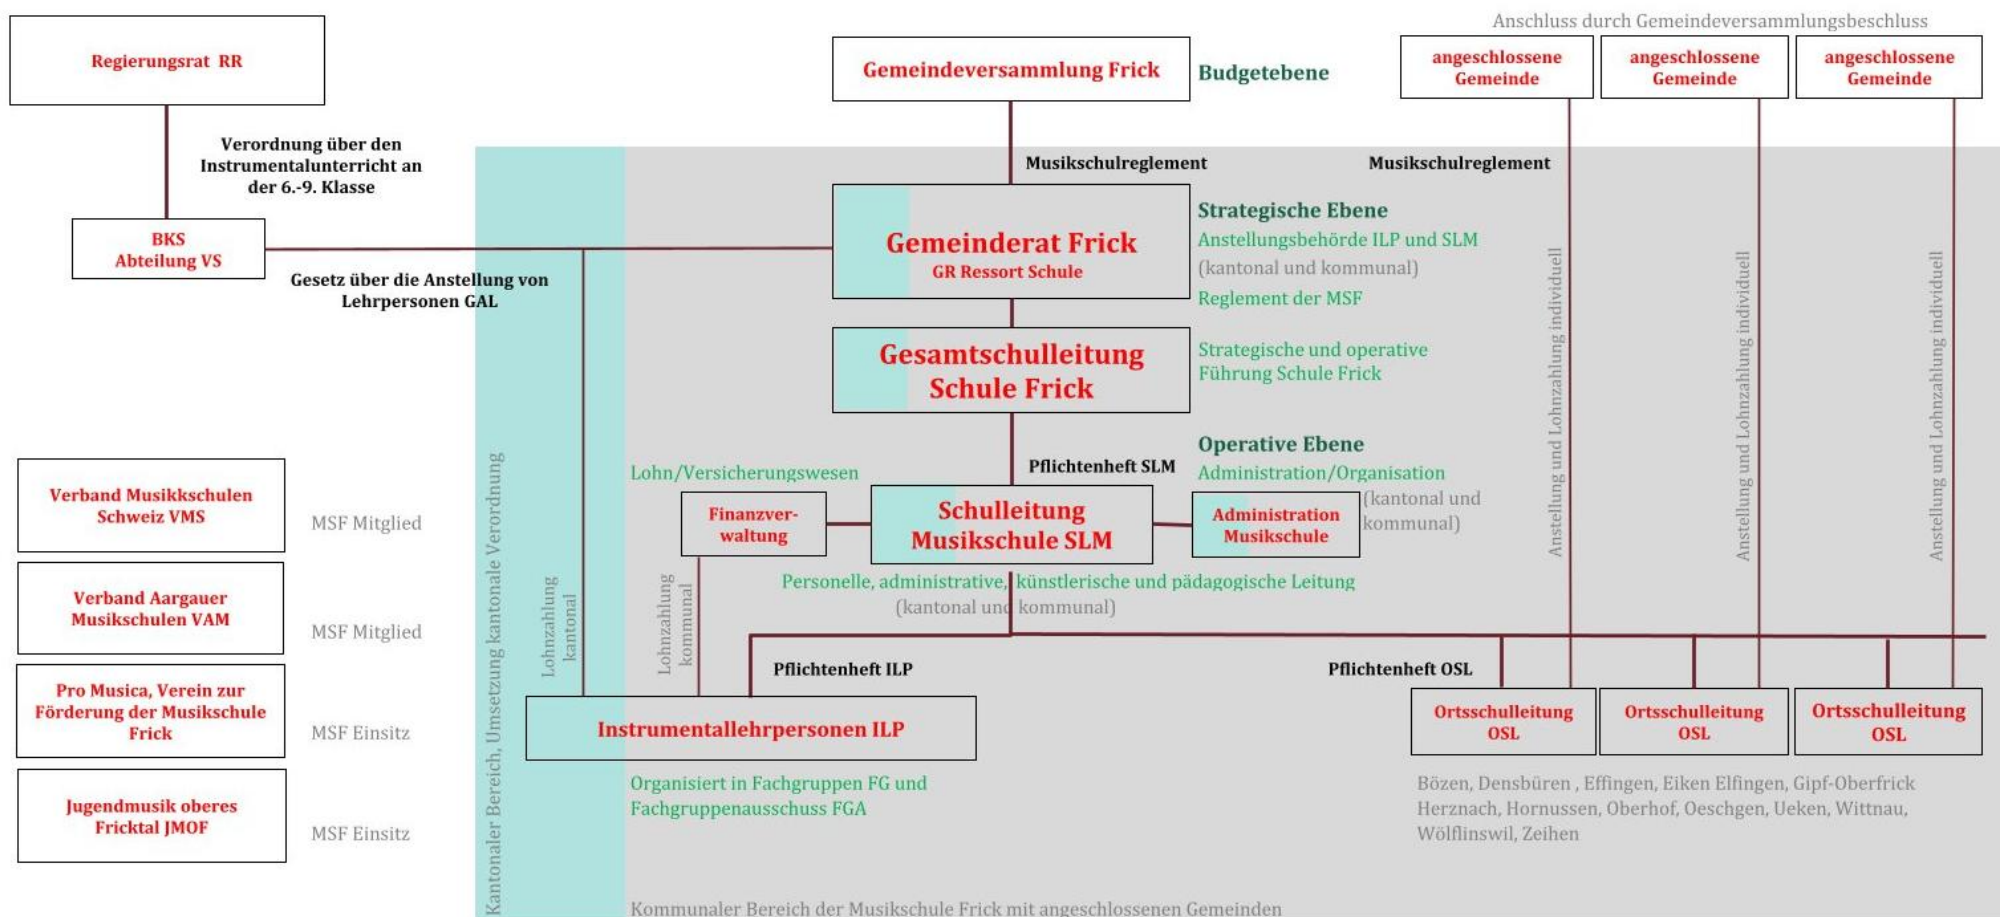 Anschluss durch Gemeindeversammlungsbeschluss
Regierungsrat RR
Gemeindeversammlung Frick
Budgetebene
angeschlossene
Gemeinde
angeschlossene
Gemeinde
angeschlossene
Gemeinde
Verordnung über den
Instrumentalunterricht an
der 6.-9. Klasse
Musikschulreglement
Musikschulreglement
BKS
Abteilung VS
Gesetz über die Anstellung von
Lehrpersonen GAL
Gemeinderat Frick
GR Ressort Schule
Strategische Ebene
Anstellungsbehörde ILP und SLM
(kantonal und kommunal)
Reglement der MSF
Gesamtschulleitung
Schule Frick
Strategische und operative
Führung Schule Frick
Anstellung und Lohnzahlung individuell
Anstellung und Lohnzahlung individuell
Anstellung und Lohnzahlung individuell
Operative Ebene
Pflichtenheft SLM
Administration/Organisation
(kantonal und
kommunal)
Lohn/Versicherungswesen
Finanzver-
waltung
Schulleitung
Musikschule SLM
Administration
Musikschule
Personelle, administrative, künstlerische und pädagogische Leitung
(kantonal und kommunal)
Verband Musikkschulen
Schweiz VMS
MSF Mitglied
Verband Aargauer
Musikschulen VAM
MSF Mitglied
Pro Musica, Verein zur
Förderung der Musikschule
Frick
MSF Einsitz
Jugendmusik oberes
Fricktal JMOF
MSF Einsitz
Kantonaler Bereich, Umsetzung kantonale Verordnung
Lohnzahlung
kantonal
Lohnzahlung
kommunal
Pflichtenheft ILP
Pflichtenheft OSL
Instrumentallehrpersonen ILP
Ortsschulleitung
OSL
Ortsschulleitung
OSL
Ortsschulleitung
OSL
Organisiert in Fachgruppen FG und
Fachgruppenausschuss FGA
Bözen, Densbüren , Effingen, Eiken Elfingen, Gipf-Oberfrick
Herznach, Hornussen, Oberhof, Oeschgen, Ueken, Wittnau,
Wölflinswil, Zeihen
Kommunaler Bereich der Musikschule Frick mit angeschlossenen Gemeinden